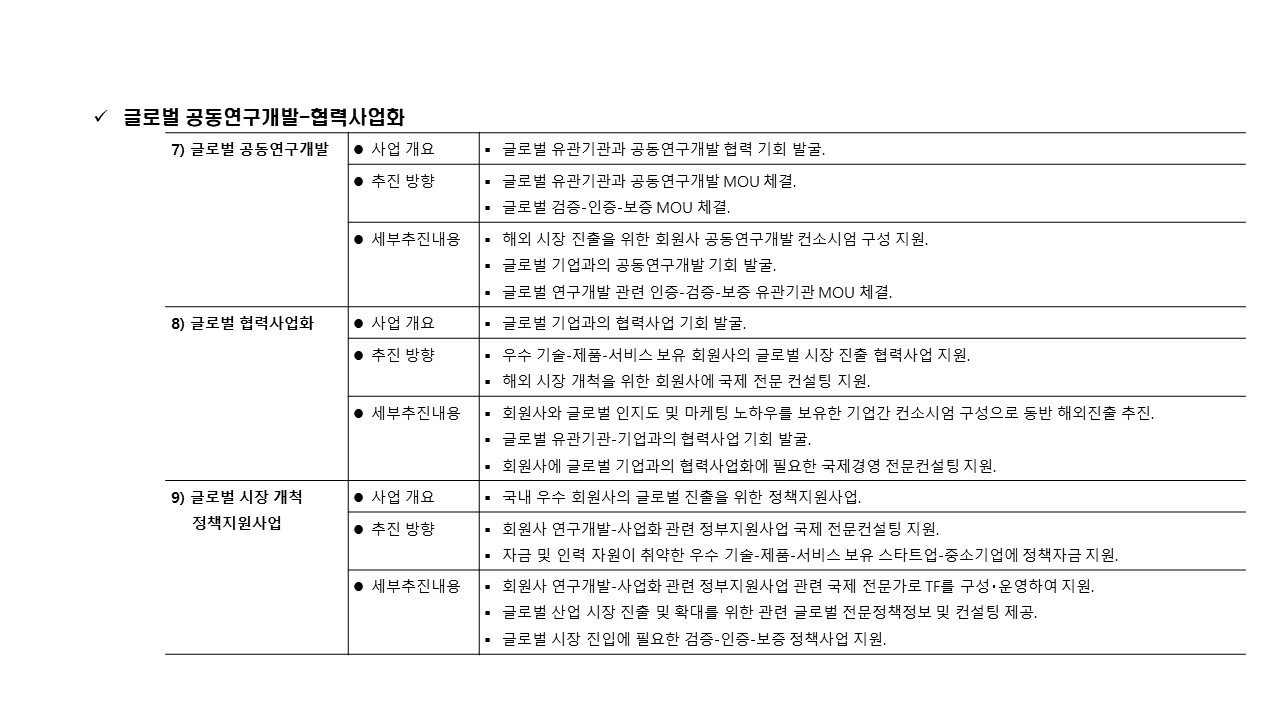 ✓ 글로벌 공동연구개발-협력사업화
7) 글로벌 공동연구개발
● 사업 개요
▪ 글로벌 유관기관과 공동연구개발 협력 기회 발굴.
● 추진 방향
▪ 글로벌 유관기관과 공동연구개발 MOU 체결.
▪ 글로벌 검증-인증-보증 MOU 체결.
● 세부추진내용
▪ 해외 시장 진출을 위한 회원사 공동연구개발 컨소시엄 구성 지원.
▪ 글로벌 기업과의 공동연구개발 기회 발굴.
▪ 글로벌 연구개발 관련 인증-검증-보증 유관기관 MOU 체결.
8) 글로벌 협력사업화
● 사업 개요
▪ 글로벌 기업과의 협력사업 기회 발굴.
● 추진 방향
▪ 우수 기술-제품-서비스 보유 회원사의 글로벌 시장 진출 협력사업 지원.
▪ 해외 시장 개척을 위한 회원사에 국제 전문 컨설팅 지원.
● 세부추진내용
▪ 회원사와 글로벌 인지도 및 마케팅 노하우를 보유한 기업간 컨소시엄 구성으로 동반 해외진출 추진.
▪ 글로벌 유관기관-기업과의 협력사업 기회 발굴.
▪ 회원사에 글로벌 기업과의 협력사업화에 필요한 국제경영 전문컨설팅 지원.
9) 글로벌 시장 개척
정책지원사업
● 사업 개요
▪ 국내 우수 회원사의 글로벌 진출을 위한 정책지원사업.
● 추진 방향
▪ 회원사 연구개발-사업화 관련 정부지원사업 국제 전문컨설팅 지원.
▪ 자금 및 인력 자원이 취약한 우수 기술-제품-서비스 보유 스타트업-중소기업에 정책자금 지원.
● 세부추진내용
▪ 회원사 연구개발-사업화 관련 정부지원사업 관련 국제 전문가로 TF를 구성·운영하여 지원.
▪ 글로벌 산업 시장 진출 및 확대를 위한 관련 글로벌 전문정책정보 및 컨설팅 제공.
▪ 글로벌 시장 진입에 필요한 검증-인증-보증 정책사업 지원.